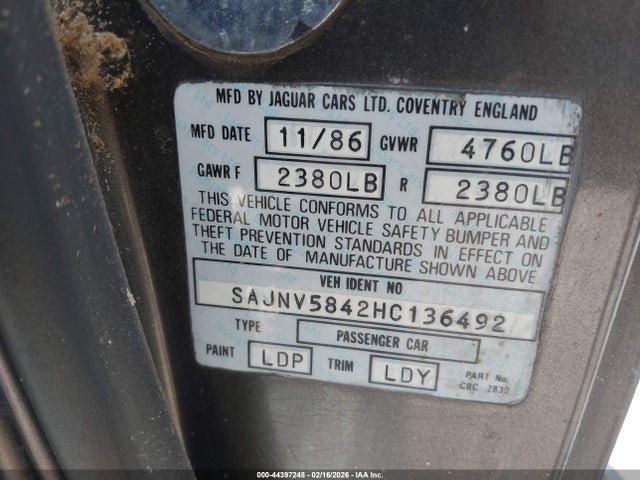 MFD BY JAGUAR CARS LTD. COVENTRY ENGLAND
MFD DATE 11/86 GVWR 4760LB
GAWR F 2380LB R 2380LB
THIS VEHICLE CONFORMS TO ALL APPLICABLE
FEDERAL MOTOR VEHICLE SAFETY BUMPER AND
THEFT PREVENTION STANDARDS IN EFFECT ON
THE DATE OF MANUFACTURE SHOWN ABOVE
VEH IDENT NO
SAJNV5842HC136492
TYPE PASSENGER CAR
PAINT LDP TRIM LDY PART No.
CBC 2830
000-44397248 - 02/16/2026 - IAA Inc.